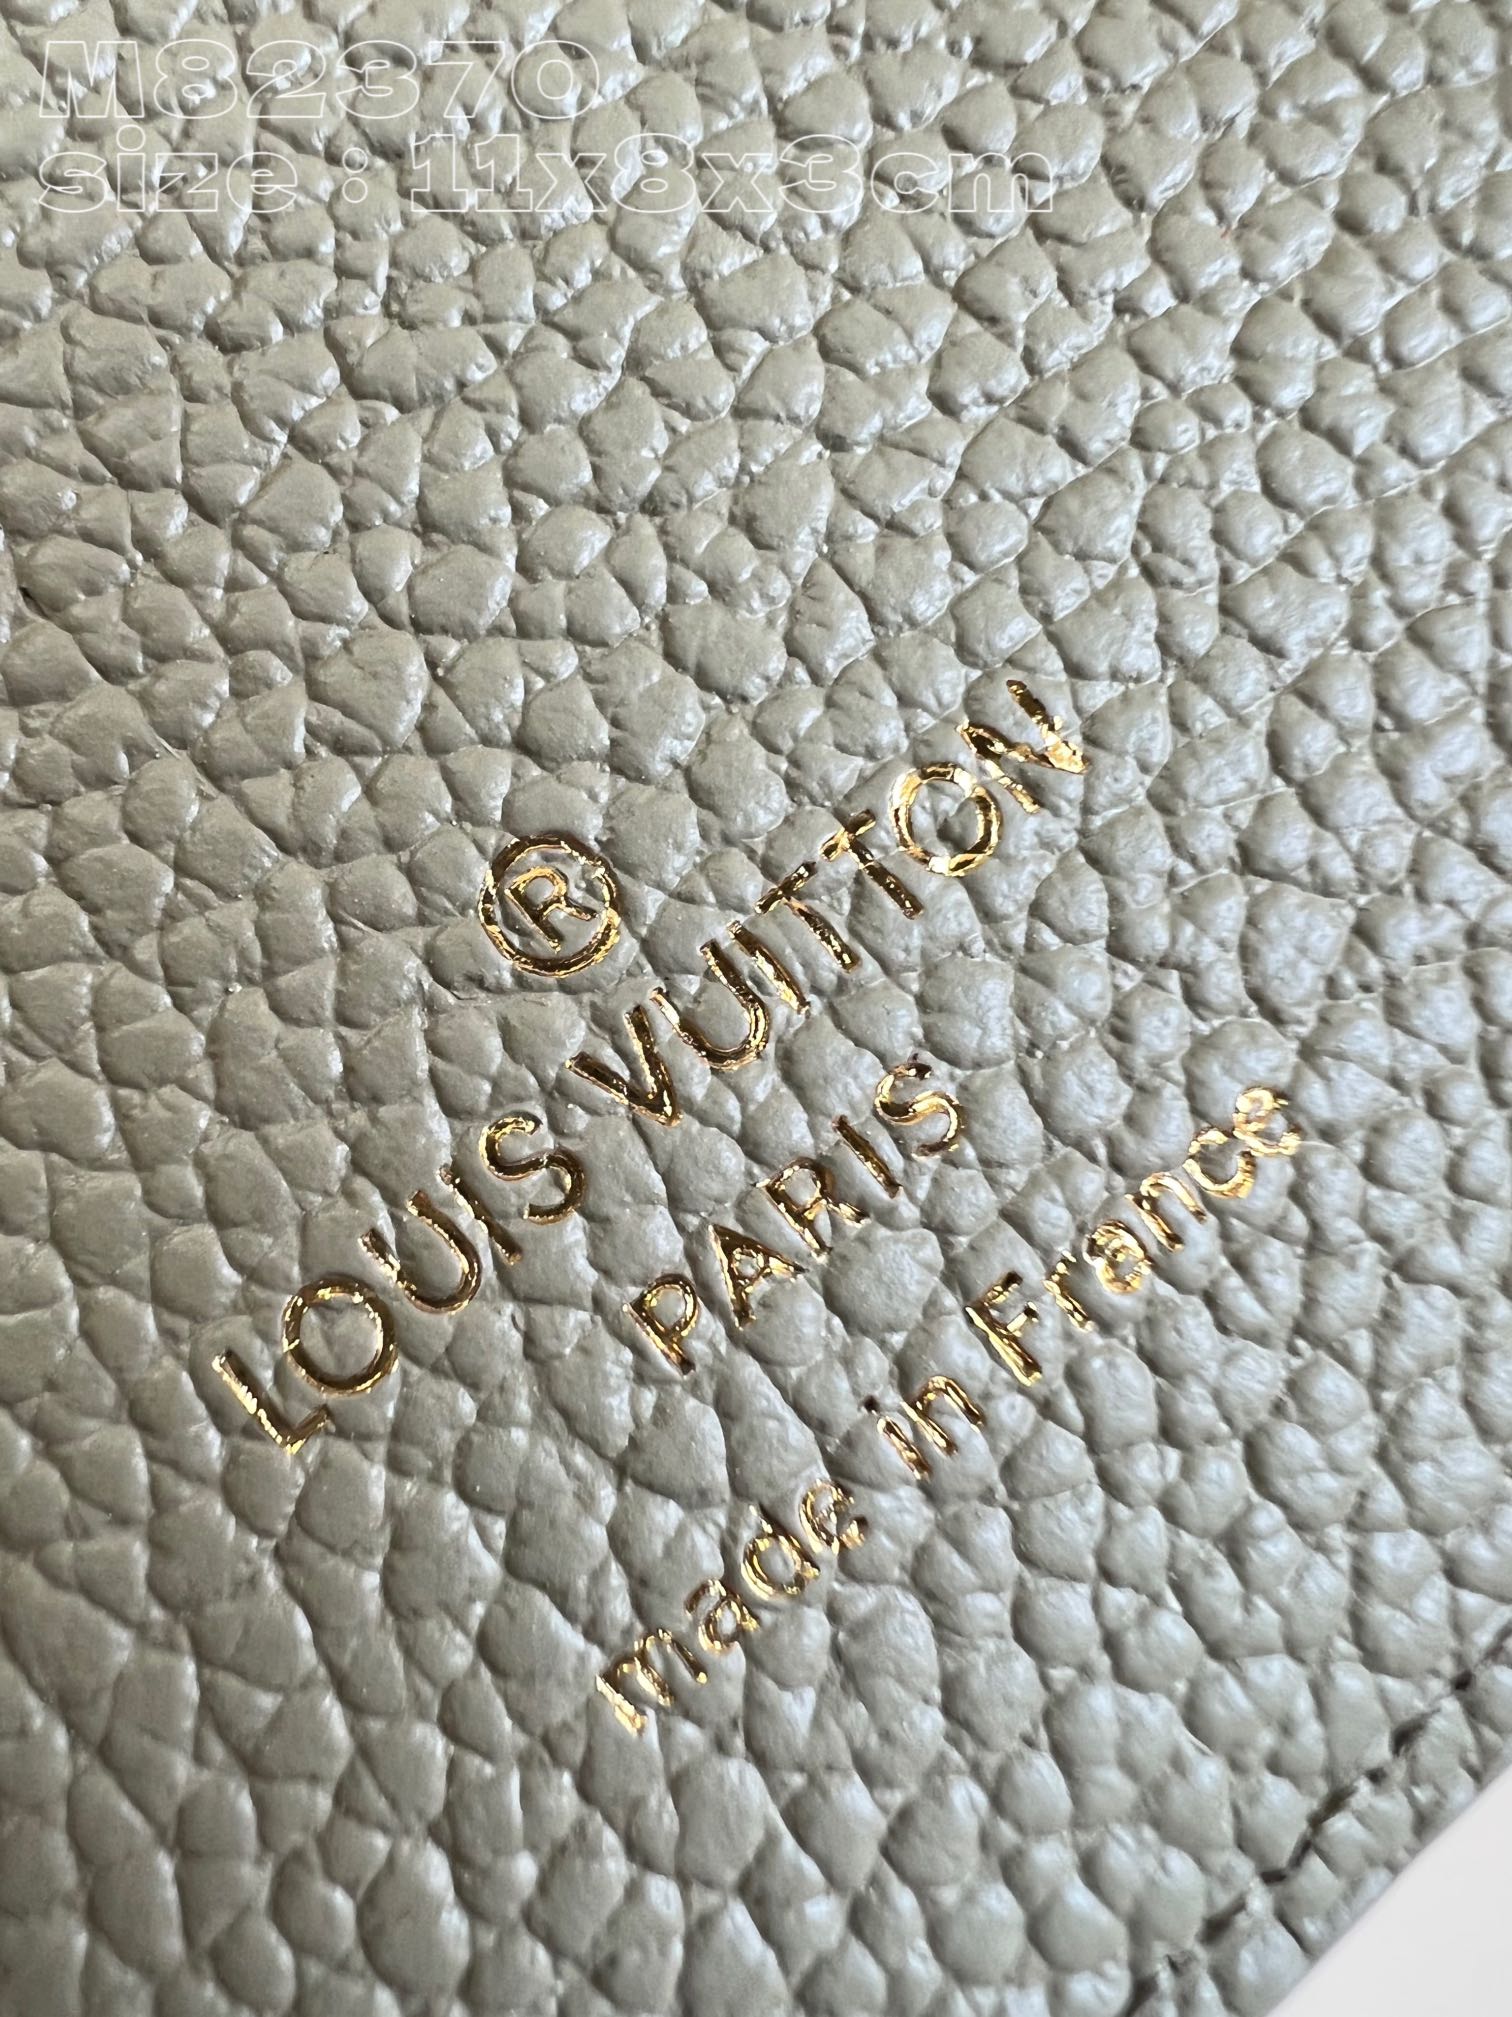 M82370
size : 11x8x3cm
®
LOUIS VUITTON
PARIS
made in France